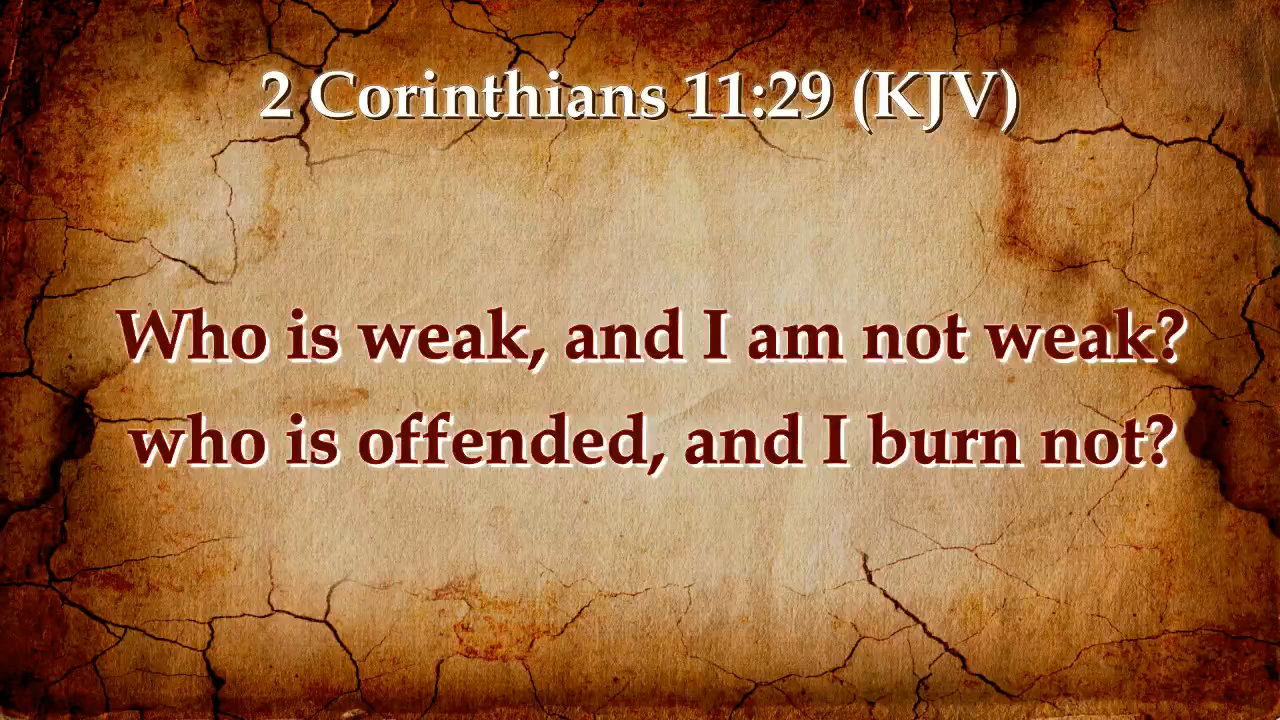 2 Corinthians 11:29 (KJV)
Who is weak, and I am not weak?
who is offended, and I burn not?